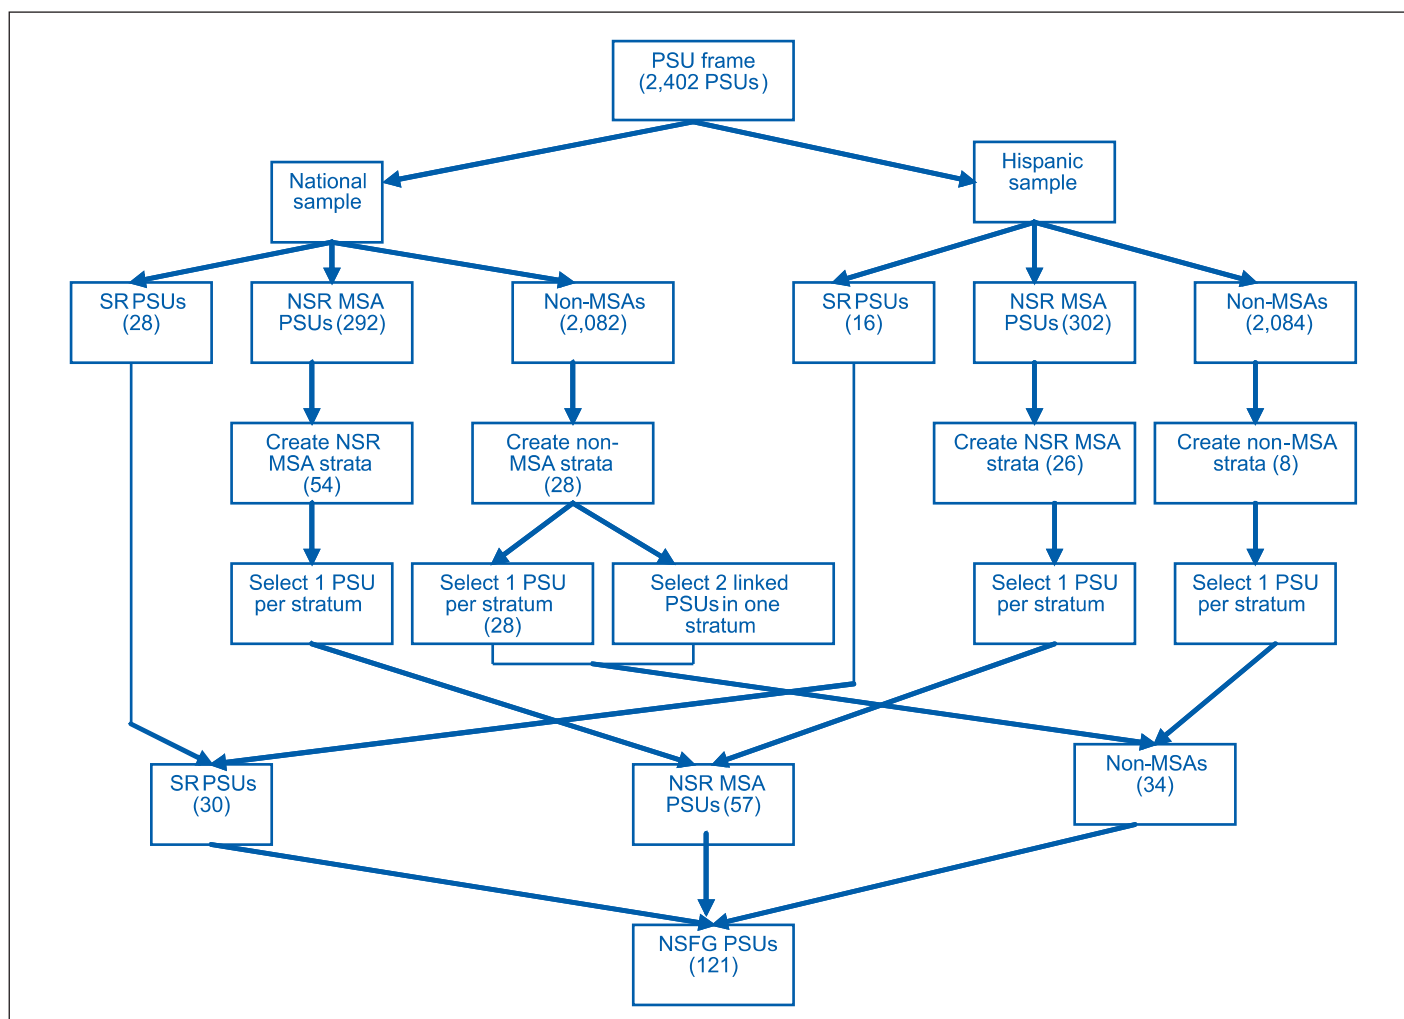 PSU frame
(2,402 PSUs)
National
sample
Hispanic
sample
SR PSUs
(28)
NSR MSA
PSUs (292)
Non-MSAs
(2,082)
SR PSUs
(16)
NSR MSA
PSUs (302)
Non-MSAs
(2,084)
Create NSR
MSA strata
(54)
Create non-
MSA strata
(28)
Create NSR MSA
strata (26)
Create non-MSA
strata (8)
Select 1 PSU
per stratum
Select 1 PSU
per stratum
(28)
Select 2 linked
PSUs in one
stratum
Select 1 PSU
per stratum
Select 1 PSU
per stratum
SR PSUs
(30)
NSR MSA
PSUs (57)
Non-MSAs
(34)
NSFG PSUs
(121)